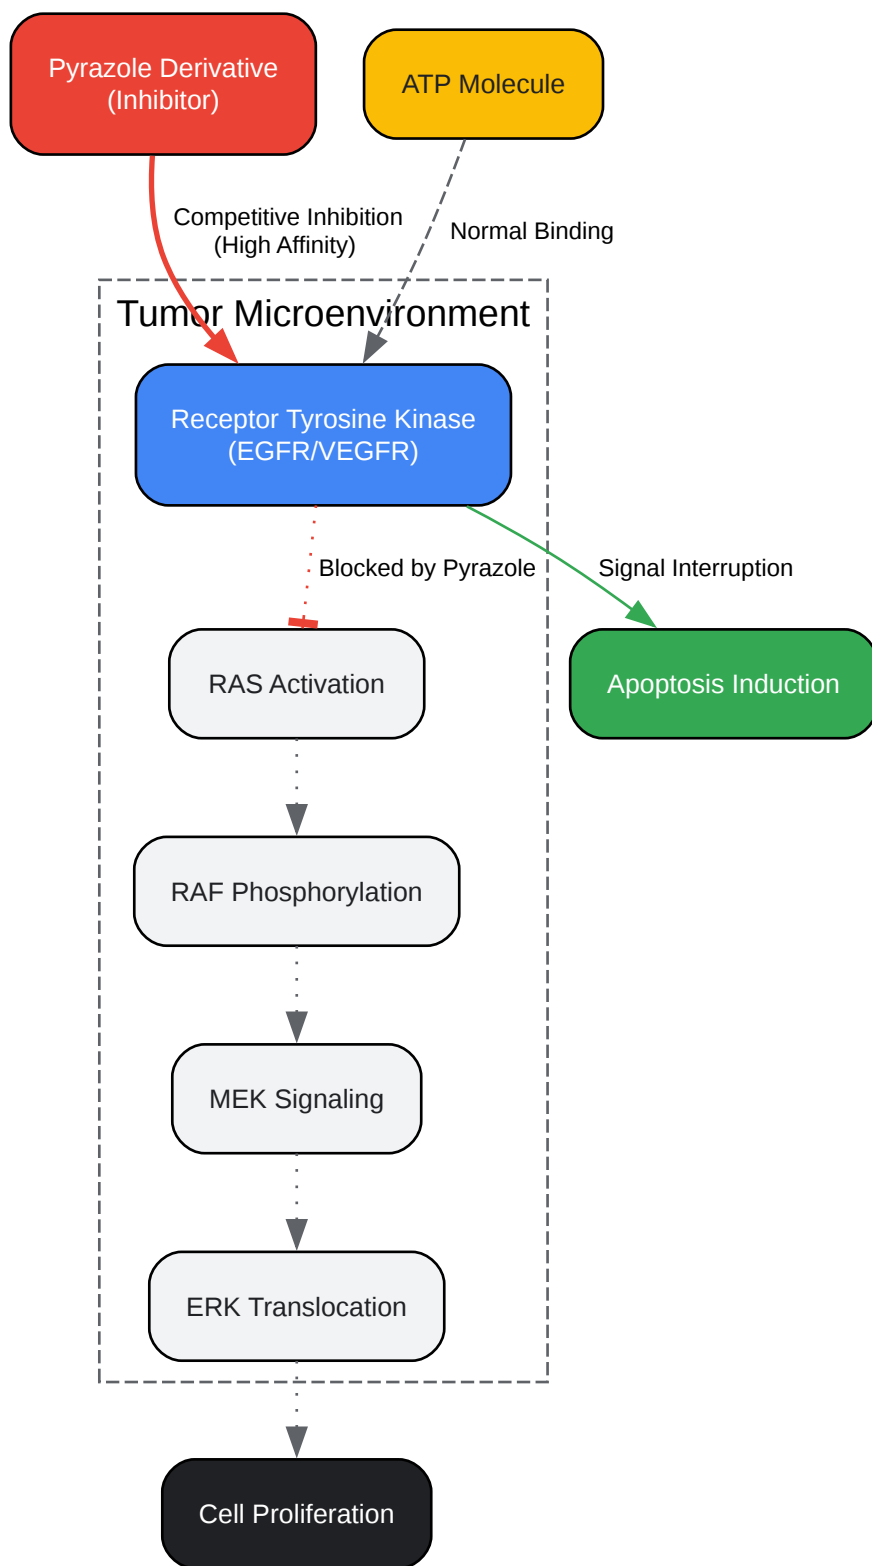 Pyrazole Derivative
(Inhibitor)
ATP Molecule
Competitive Inhibition
(High Affinity)
Normal Binding
Tumor Microenvironment
Receptor Tyrosine Kinase
(EGFR/VEGFR)
Blocked by Pyrazole
Signal Interruption
RAS Activation
Apoptosis Induction
RAF Phosphorylation
MEK Signaling
ERK Translocation
Cell Proliferation